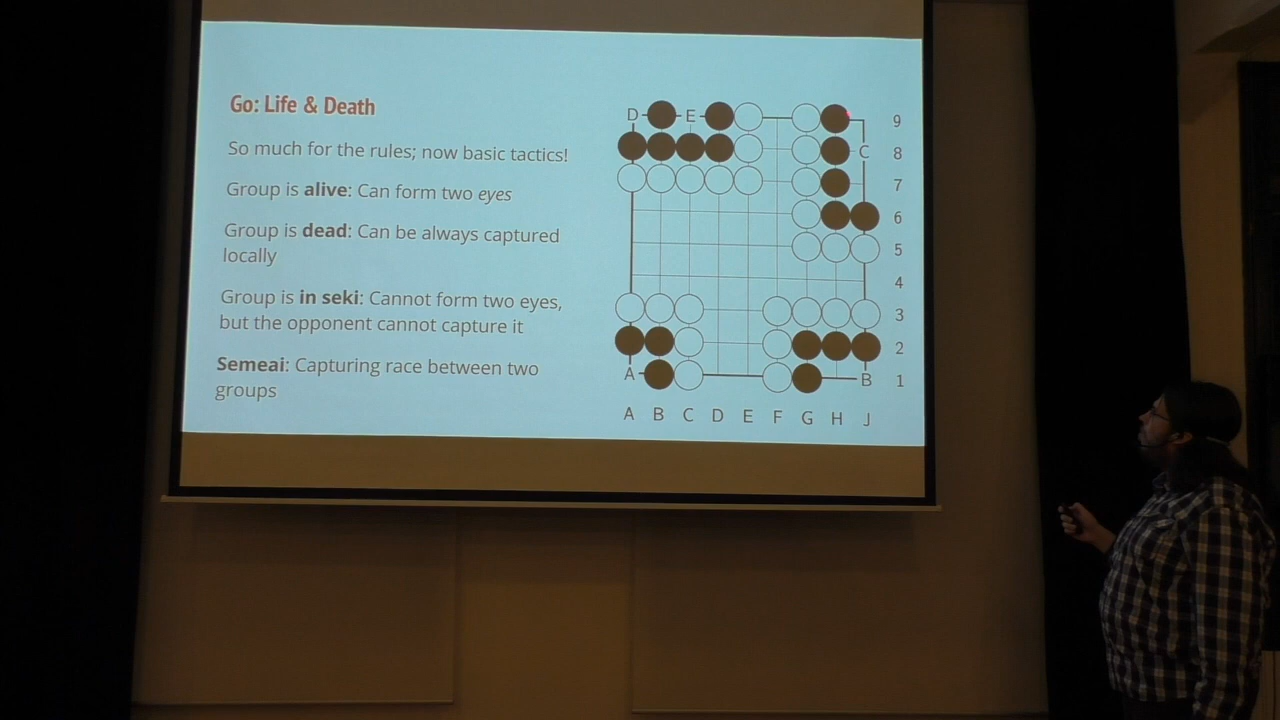 Go: Life & Death
So much for the rules; now basic tactics!
Group is alive: Can form two eyes
Group is dead: Can be always captured
locally
Group is in seki: Cannot form two eyes,
but the opponent cannot capture it
Semeai: Capturing race between two
groups
D E 9
C 8
7
6
5
4
3
2
A B 1
A B C D E F G H J